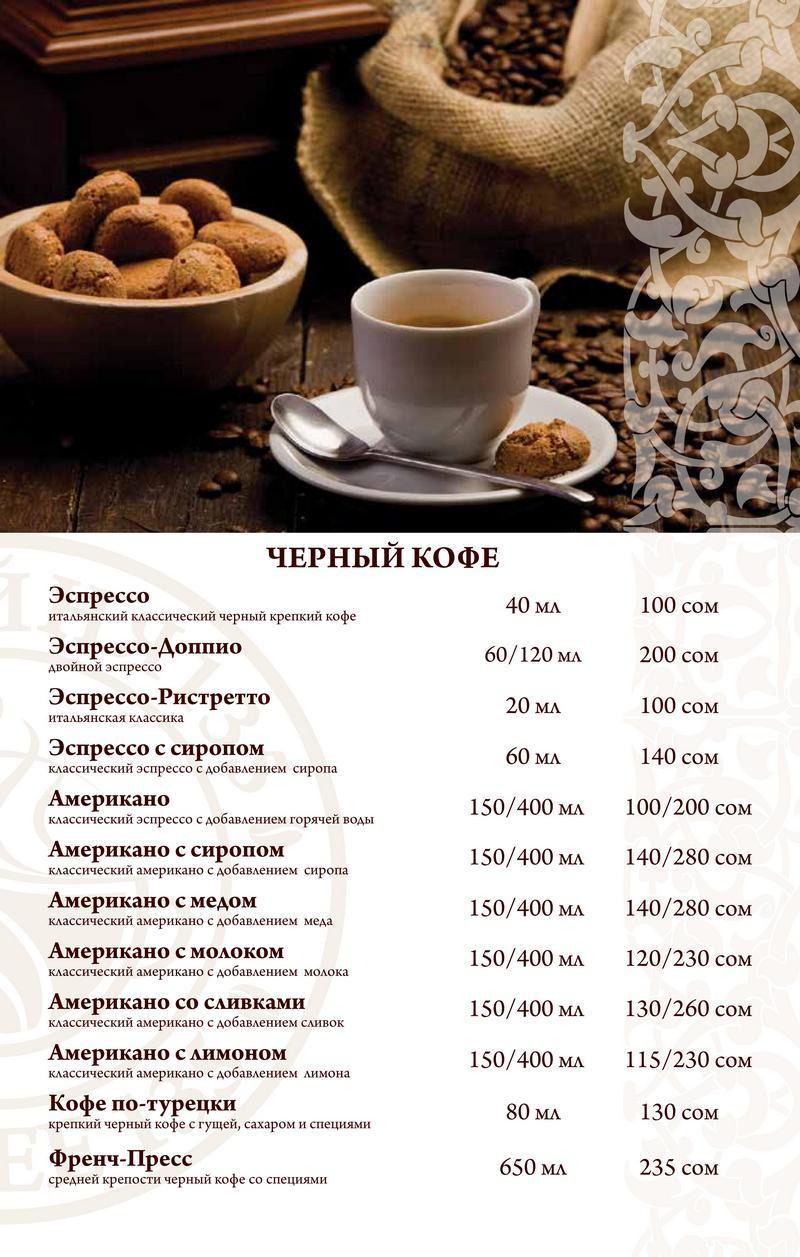 ЧЕРНЫЙ КОФЕ
Эспрессо 40 мл 100 сом
итальянский классический черный крепкий кофе
Эспрессо-Доппио 60/120 мл 200 сом
двойной эспрессо
Эспрессо-Ристретто 20 мл 100 сом
итальянская классика
Эспрессо с сиропом 60 мл 140 сом
классический эспрессо с добавлением сиропа
Американо 150/400 мл 100/200 сом
классический эспрессо с добавлением горячей воды
Американо с сиропом 150/400 мл 140/280 сом
классический американо с добавлением сиропа
Американо с медом 150/400 мл 140/280 сом
классический американо с добавлением меда
Американо с молоком 150/400 мл 120/230 сом
классический американо с добавлением молока
Американо со сливками 150/400 мл 130/260 сом
классический американо с добавлением сливок
Американо с лимоном 150/400 мл 115/230 сом
классический американо с добавлением лимона
Кофе по-турецки 80 мл 130 сом
крепкий черный кофе с гущей, сахаром и специями
Френч-Пресс 650 мл 235 сом
средней крепости черный кофе со специями